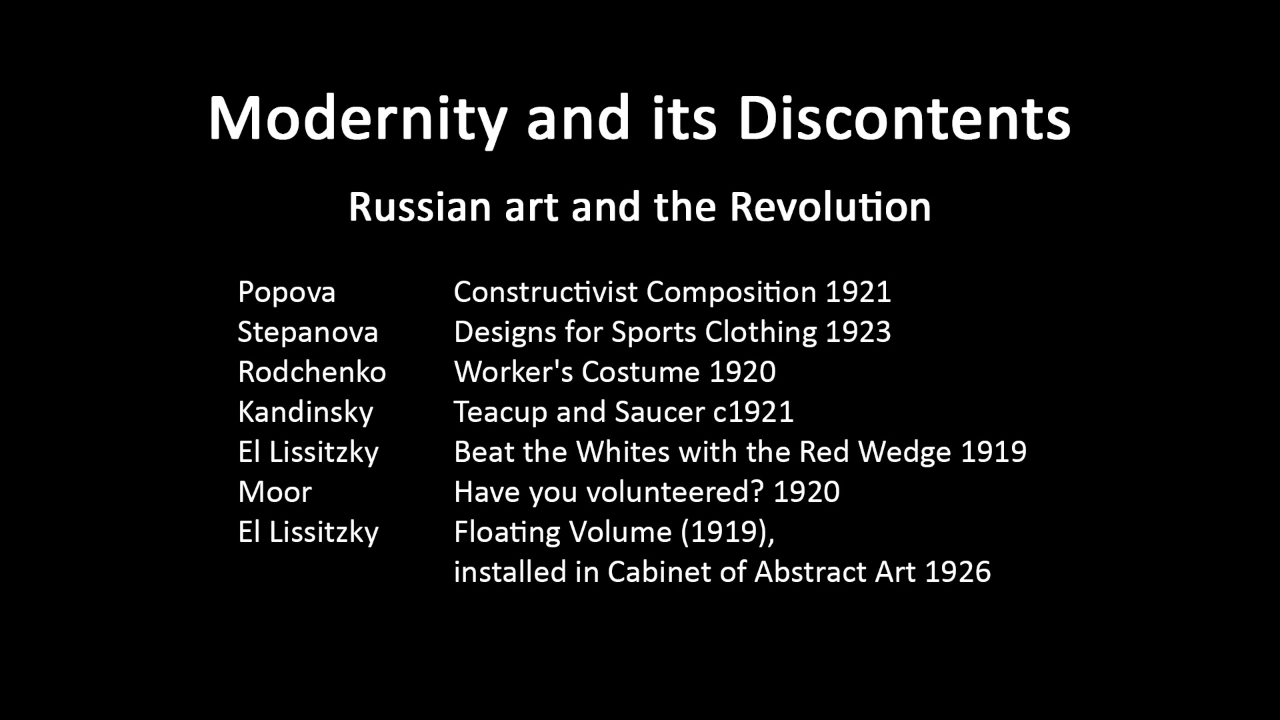 Modernity and its Discontents
Russian art and the Revolution
Popova Constructivist Composition 1921
Stepanova Designs for Sports Clothing 1923
Rodchenko Worker's Costume 1920
Kandinsky Teacup and Saucer c1921
El Lissitzky Beat the Whites with the Red Wedge 1919
Moor Have you volunteered? 1920
El Lissitzky Floating Volume (1919),
installed in Cabinet of Abstract Art 1926